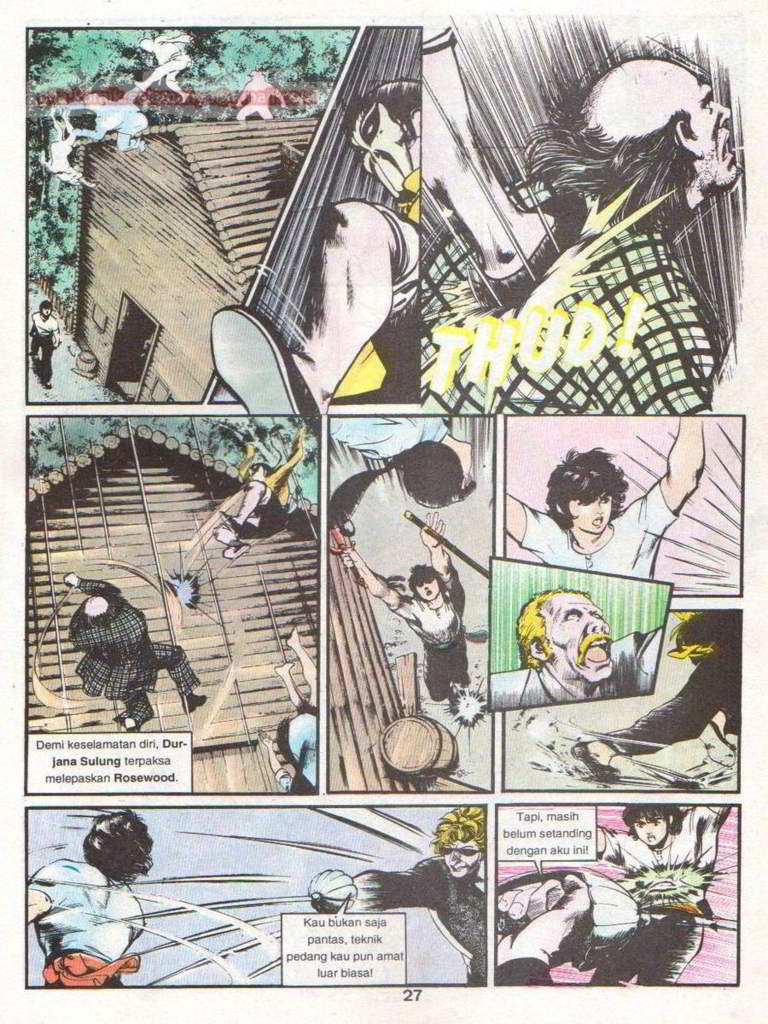 THUD!
Demi keselamatan diri, Dur-
jana Sulung terpaksa
melepaskan Rosewood.
Kau bukan saja
pantas, teknik
pedang kau pun amat
luar biasa!
Tapi, masih
belum setanding
dengan aku ini!
27